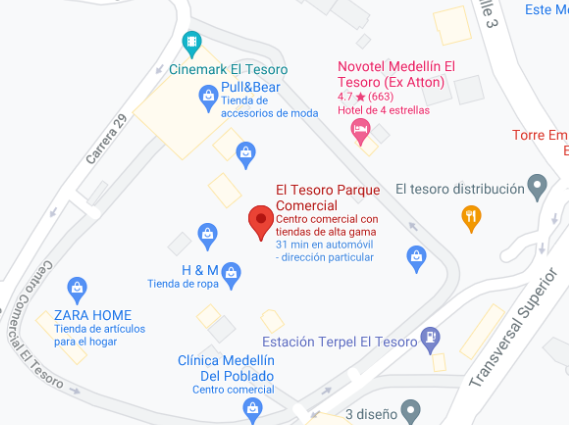 alle 3
Este Me
Cinemark El Tesoro
Pull&Bear
Tienda de
accesorios de moda
Novotel Medellín El
Tesoro (Ex Atton)
4.7 ★ (663)
Hotel de 4 estrellas
Carrera 29
Torre Em
E
El Tesoro Parque
Comercial
Centro comercial con
tiendas de alta gama
31 min en automóvil
- dirección particular
El tesoro distribución
H & M
Tienda de ropa
ZARA HOME
Tienda de artículos
para el hogar
Centro Comercial El Tesoro
Transversal Superior
Estación Terpel El Tesoro
Clínica Medellín
Del Poblado
Centro comercial
3 diseño